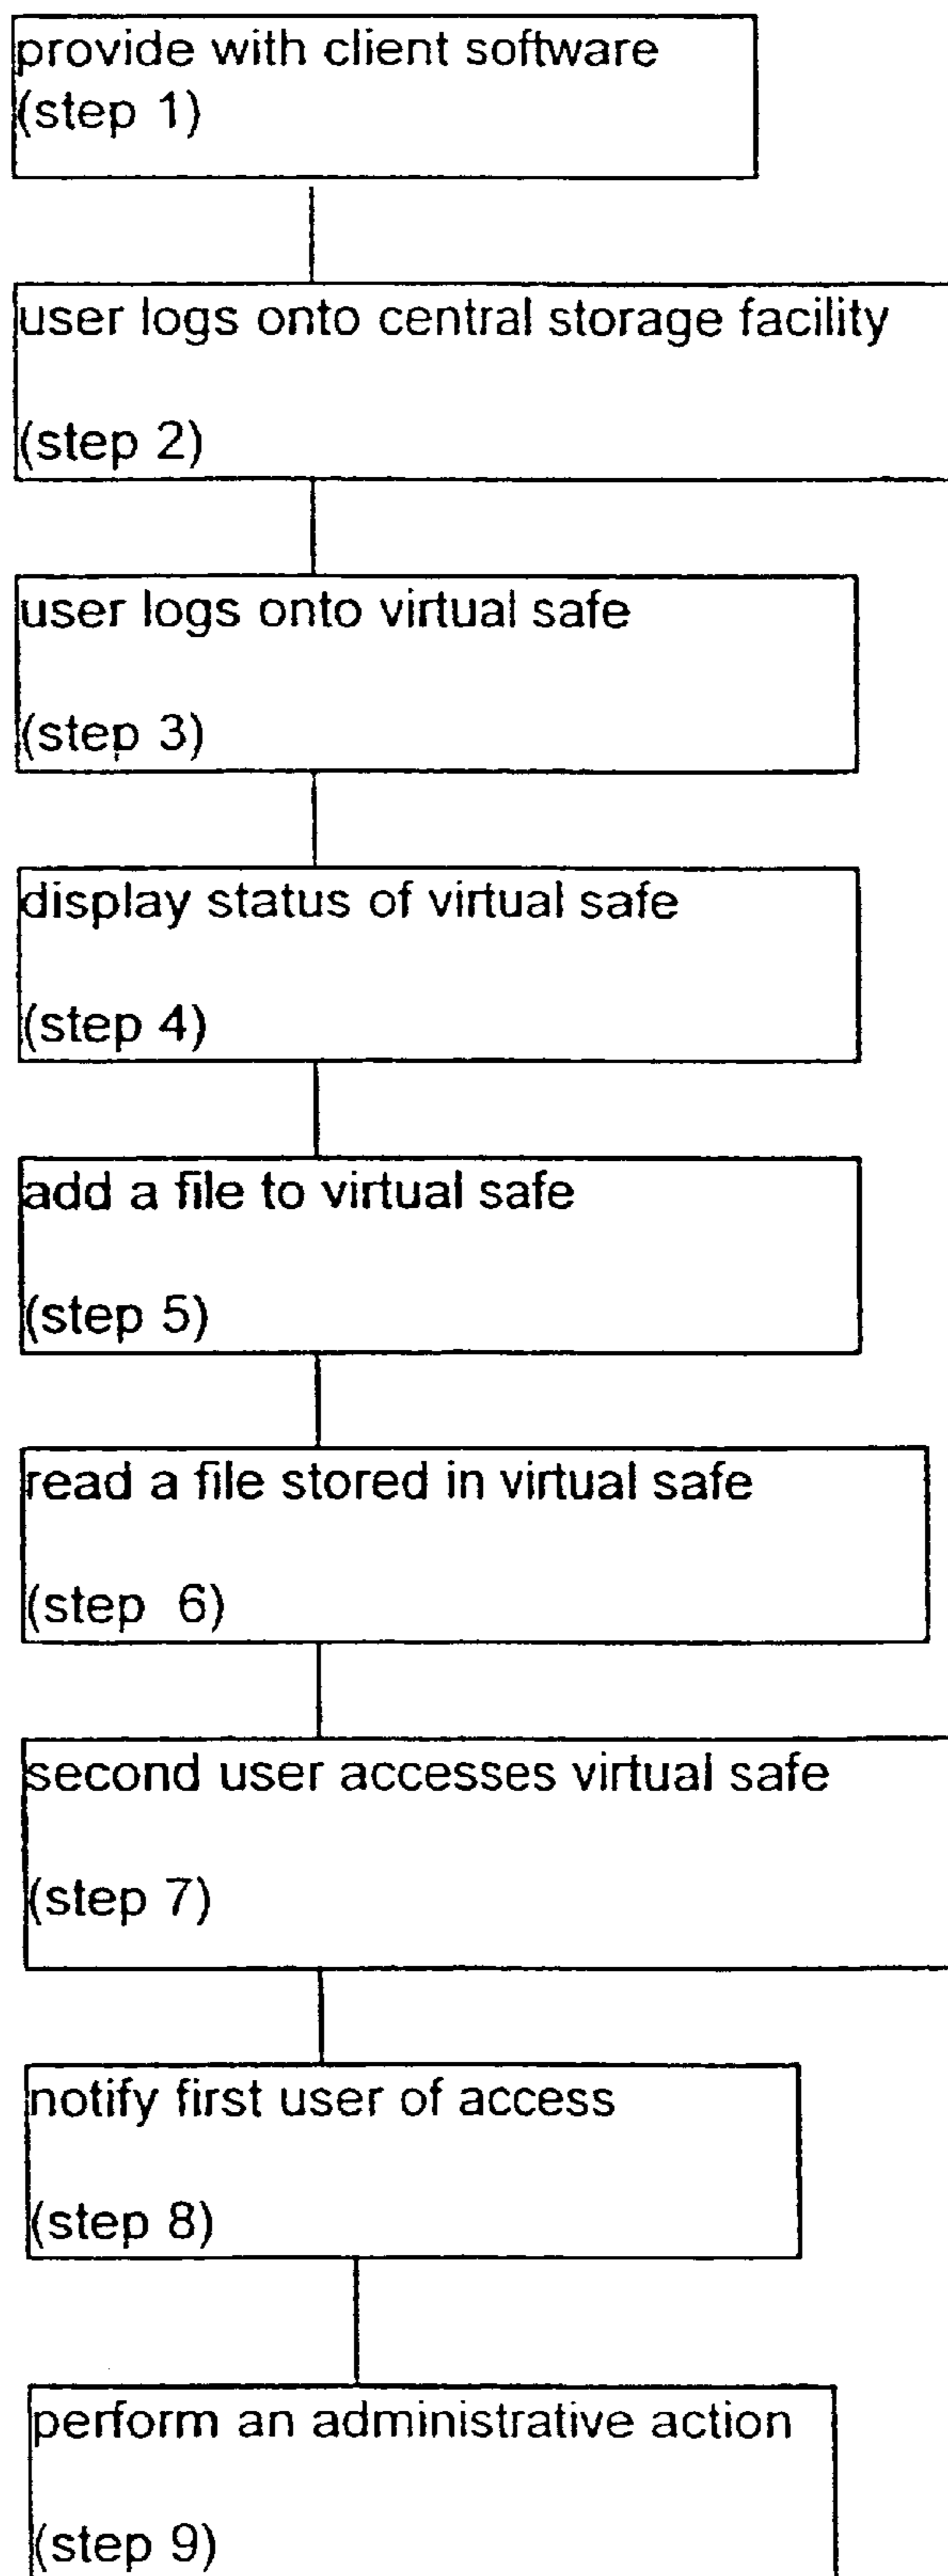 provide with client software
(step 1)
user logs onto central storage facility
(step 2)
user logs onto virtual safe
(step 3)
display status of virtual safe
(step 4)
add a file to virtual safe
(step 5)
read a file stored in virtual safe
(step 6)
second user accesses virtual safe
(step 7)
notify first user of access
(step 8)
perform an administrative action
(step 9)